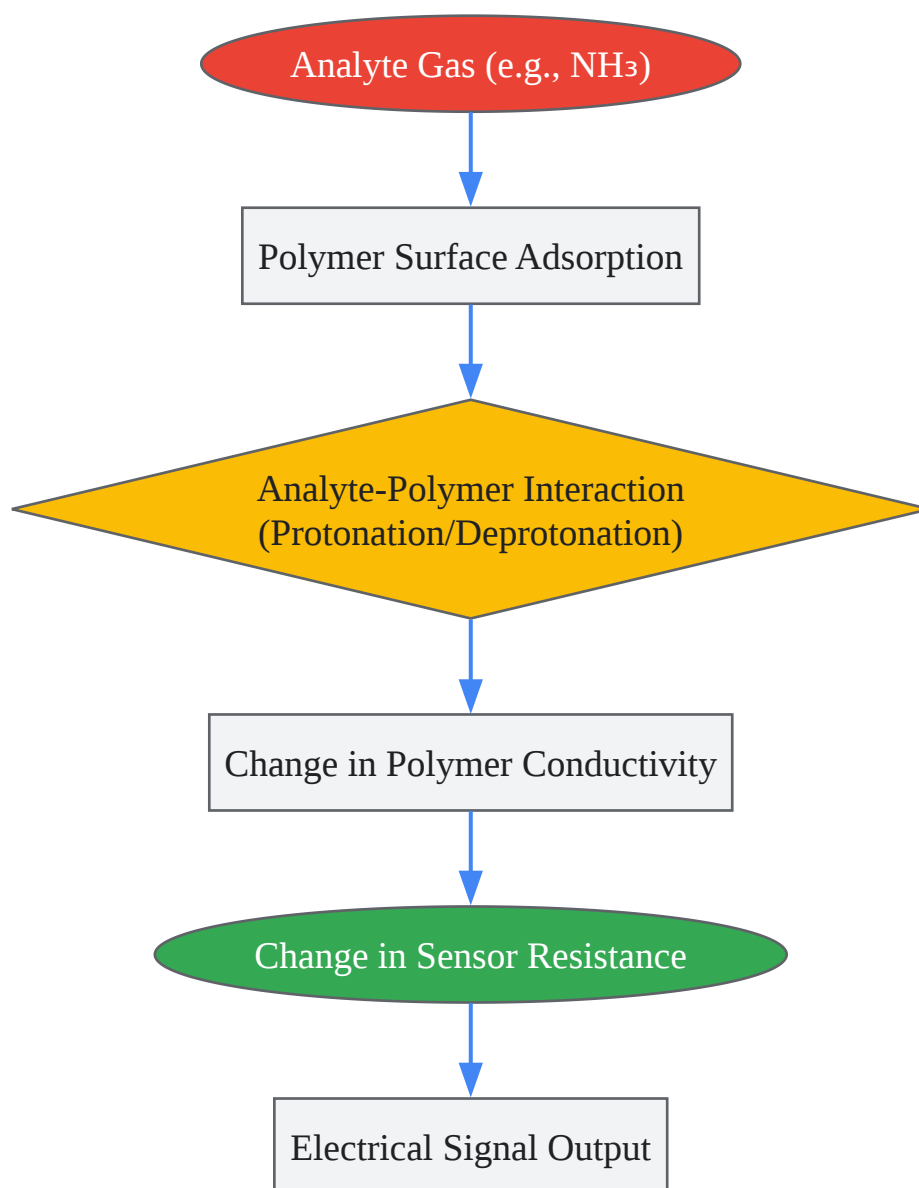 Analyte Gas (e.g., NH₃)
Polymer Surface Adsorption
Analyte-Polymer Interaction
(Protonation/Deprotonation)
Change in Polymer Conductivity
Change in Sensor Resistance
Electrical Signal Output